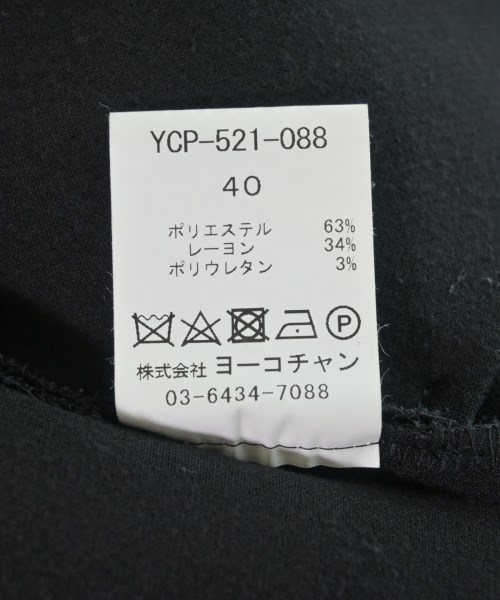 YCP-521-088
40
ポリエステル 63%
レーヨン 34%
ポリウレタン 3%
P
株式会社 ヨーコチャン
03-6434-7088